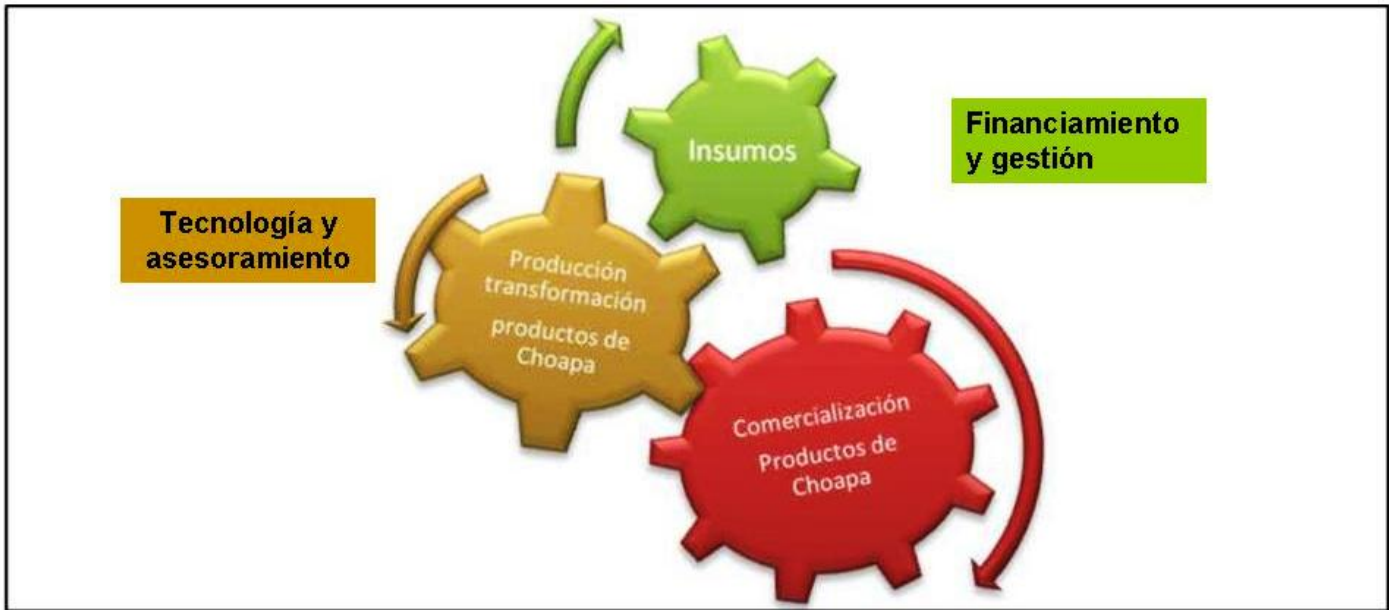 Insumos
Financiamiento
y gestión
Tecnología y
asesoramiento
Producción
transformación
productos de
Choapa
Comercialización
Productos de
Choapa